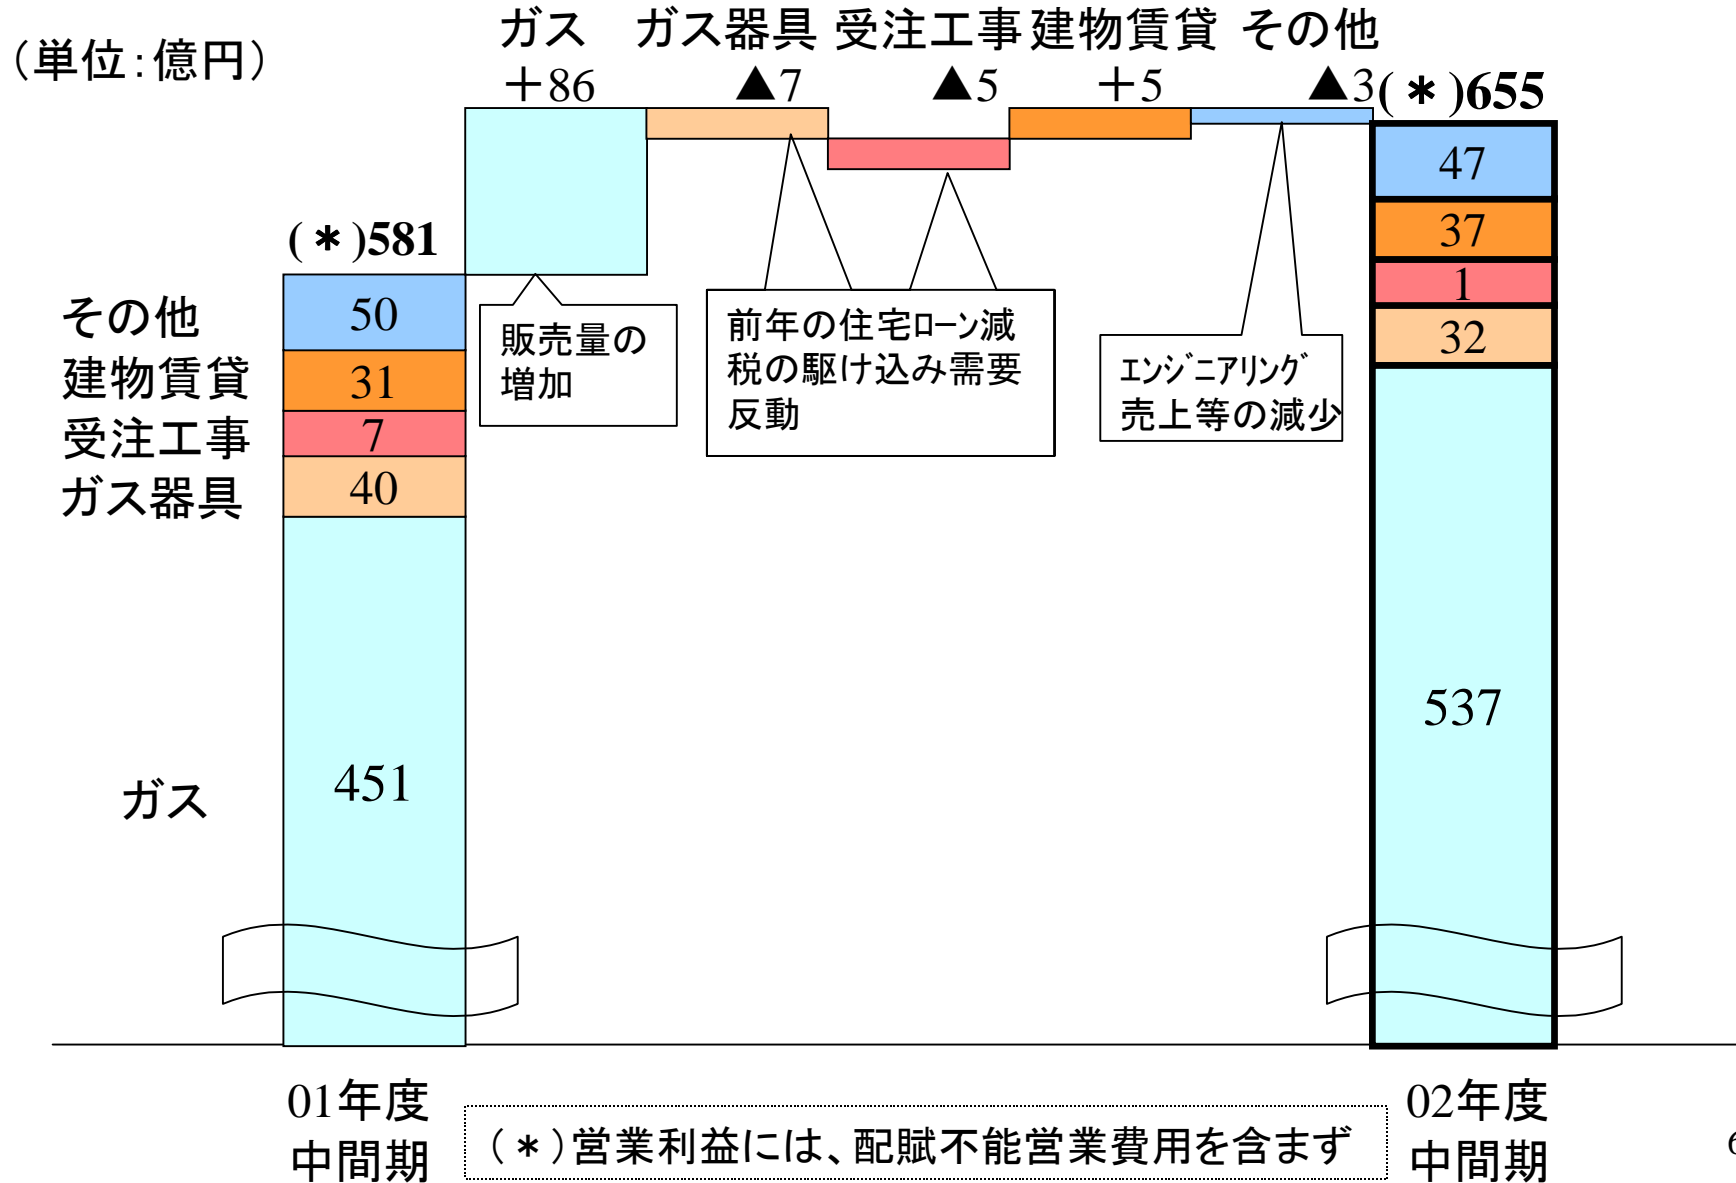 （単位：億円）
ガス ガス器具 受注工事 建物賃貸 その他
＋86 ▲7 ▲5 ＋5 ▲3
(＊)655
(＊)581
47
37
1
32
537
その他 50
建物賃貸 31
受注工事 7
ガス器具 40
ガス 451
販売量の
増加
前年の住宅ﾛｰﾝ減
税の駆け込み需要
反動
ｴﾝｼﾞﾆｱﾘﾝｸﾞ
売上等の減少
01年度
中間期
(＊)営業利益には、配賦不能営業費用を含まず
02年度
中間期